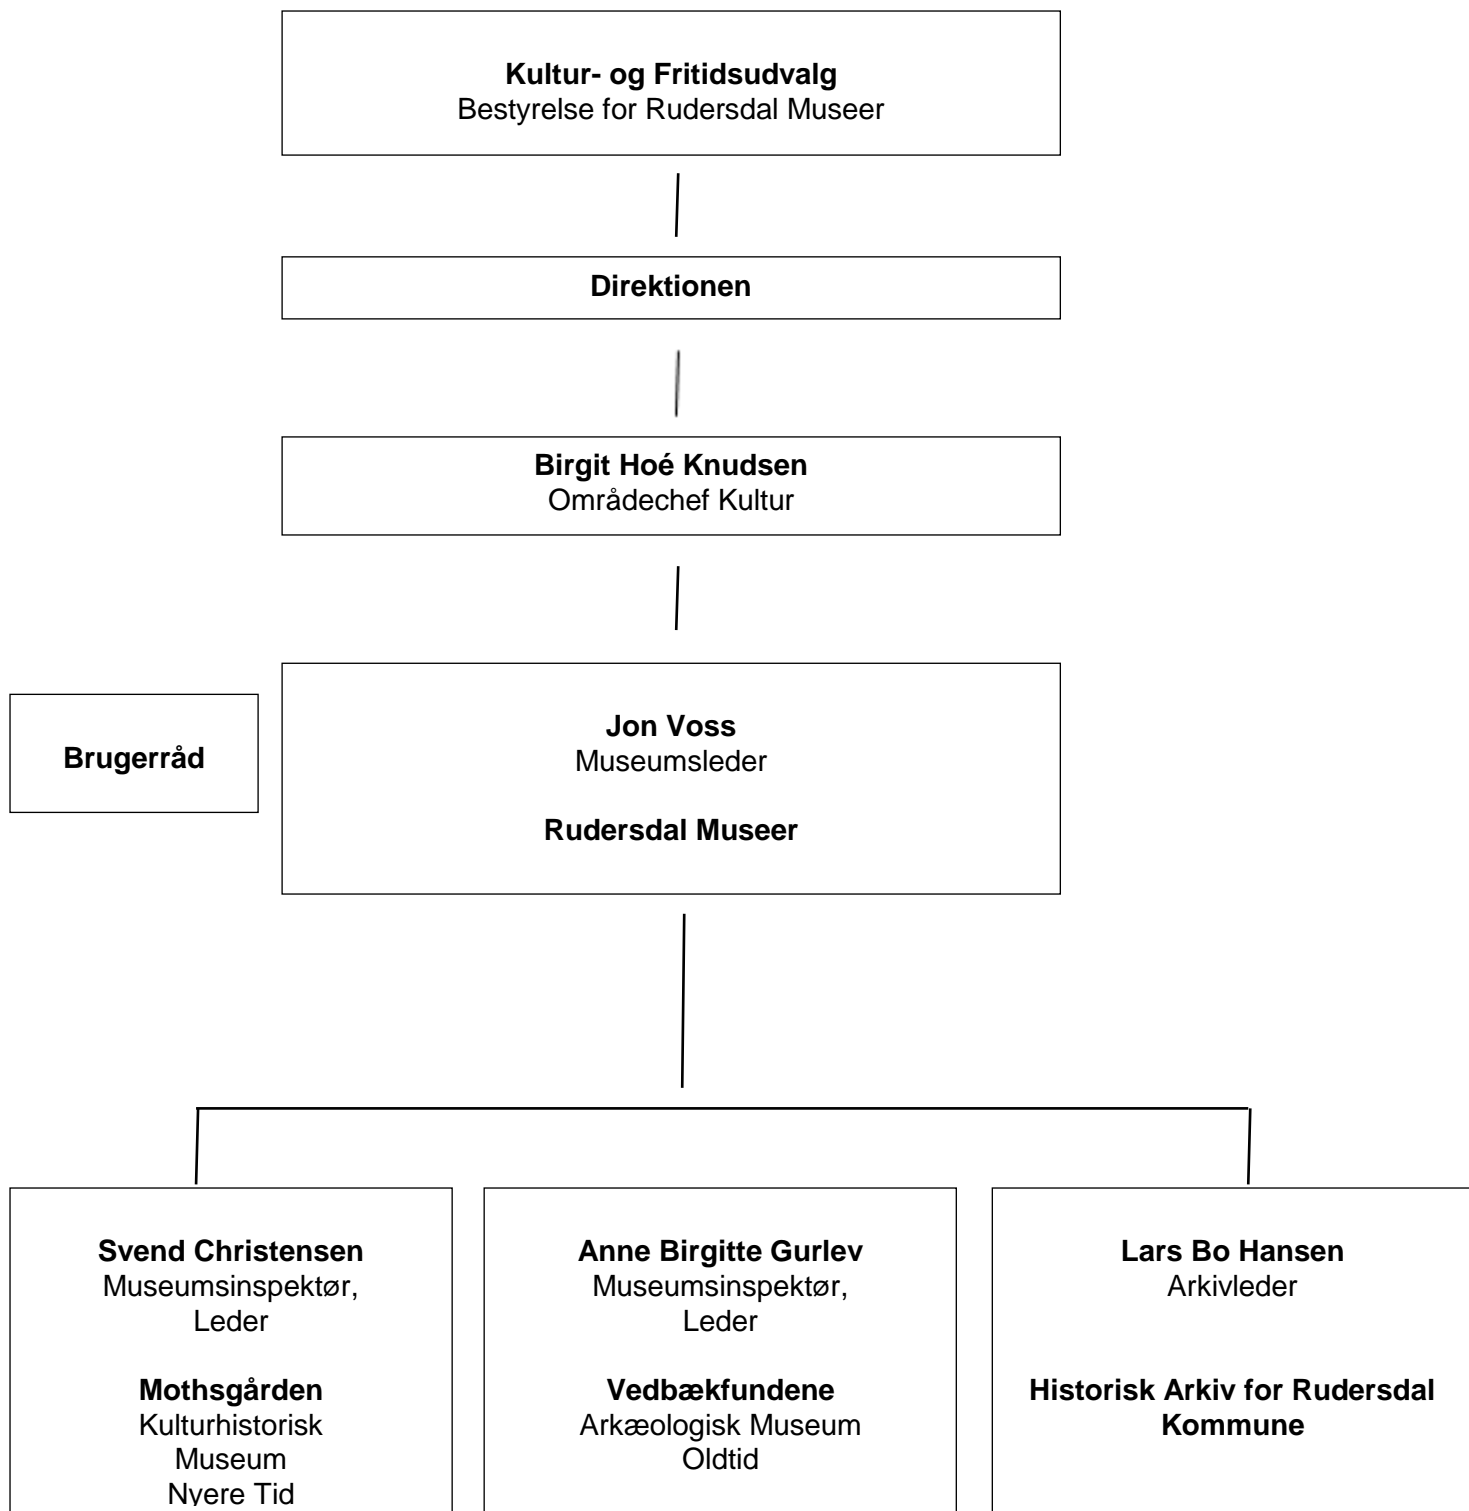 Kultur- og Fritidsudvalg
Bestyrelse for Rudersdal Museer
Direktionen
Birgit Hoé Knudsen
Områdechef Kultur
Brugerråd
Jon Voss
Museumsleder
Rudersdal Museer
Svend Christensen
Museumsinspektør,
Leder
Mothsgården
Kulturhistorisk
Museum
Nyere Tid
Anne Birgitte Gurlev
Museumsinspektør,
Leder
Vedbækfundene
Arkæologisk Museum
Oldtid
Lars Bo Hansen
Arkivleder
Historisk Arkiv for Rudersdal
Kommune